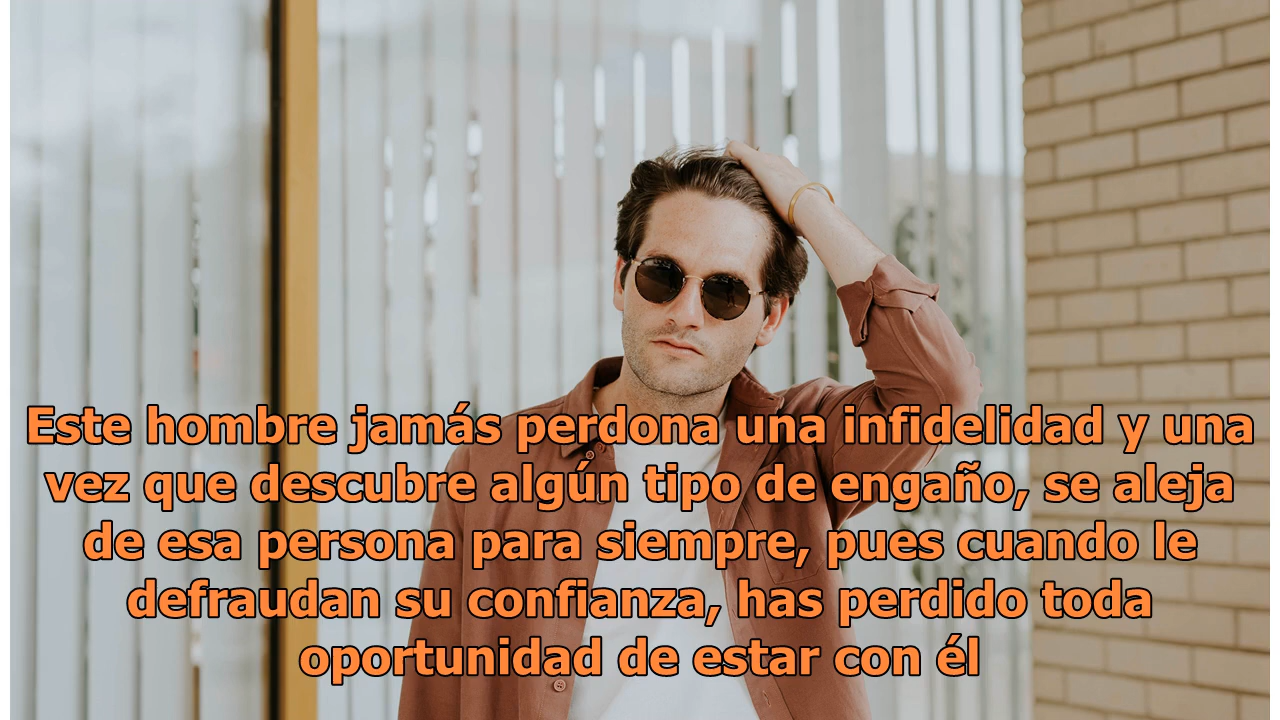 Este hombre jamás perdona una infidelidad y una
vez que descubre algún tipo de engaño, se aleja
de esa persona para siempre, pues cuando le
defraudan su confianza, has perdido toda
oportunidad de estar con él